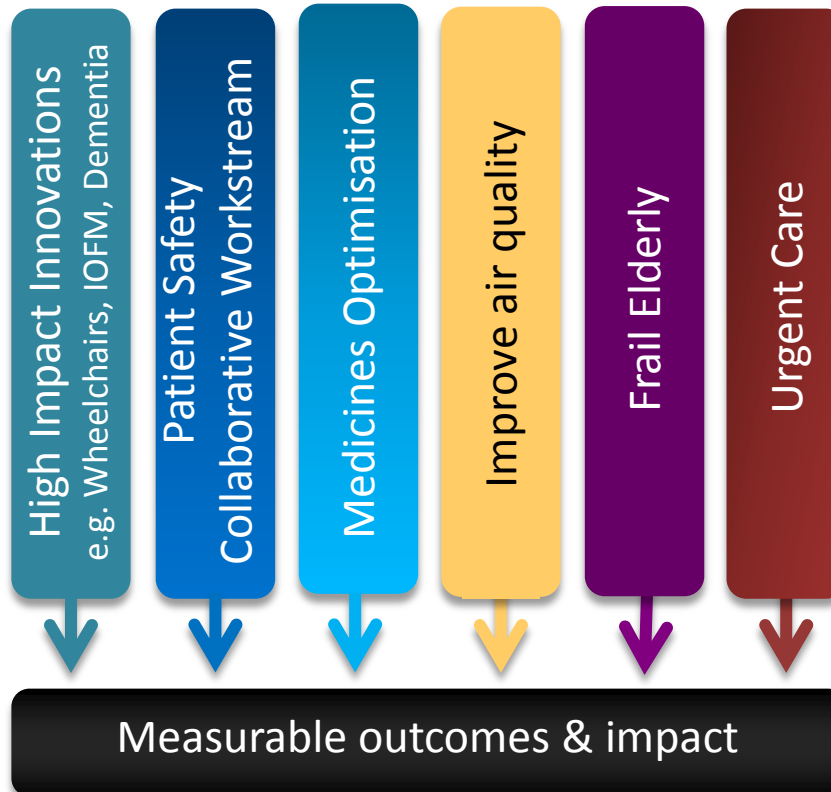 High Impact Innovations
e.g. Wheelchairs, IOFM, Dementia
Patient Safety
Collaborative Workstream
Medicines Optimisation
Improve air quality
Frail Elderly
Urgent Care
Measurable outcomes & impact